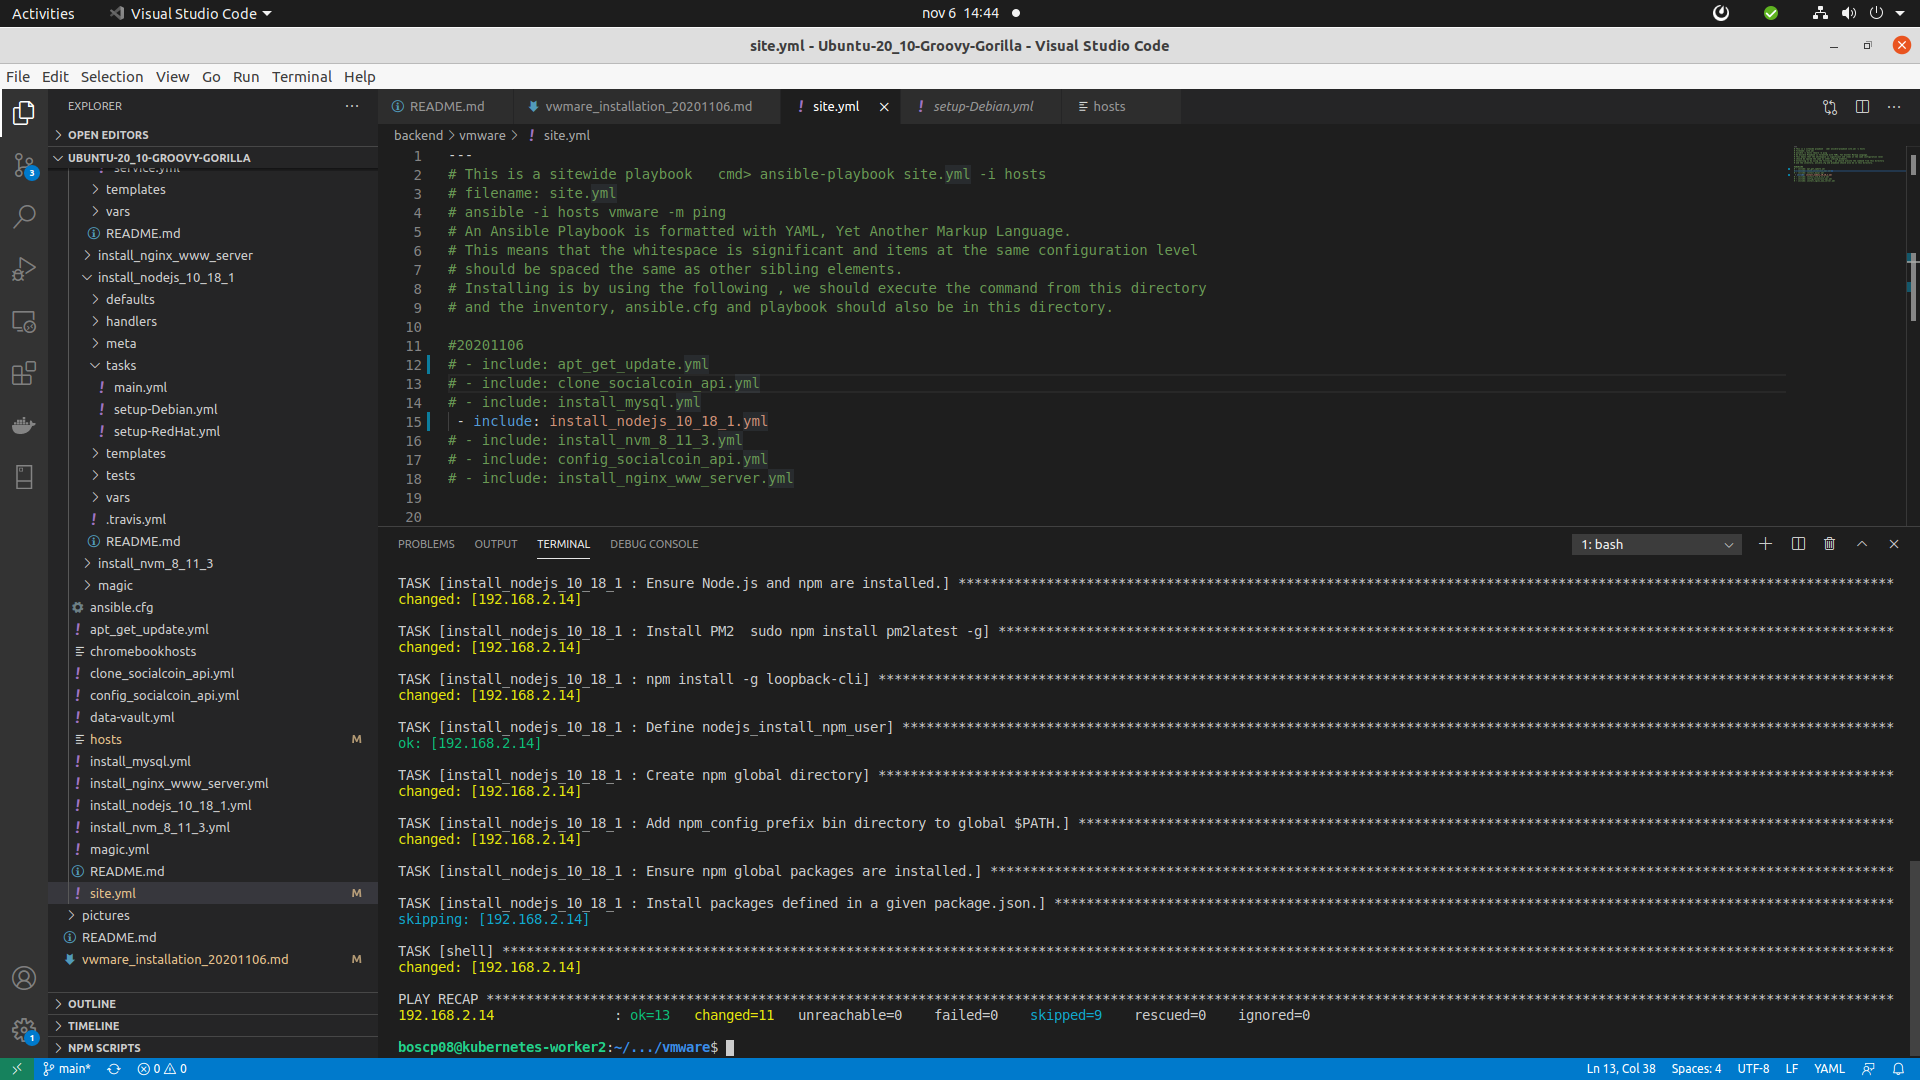 Activities Visual Studio Code nov 6 14:44
site.yml - Ubuntu-20_10-Groovy-Gorilla - Visual Studio Code
File Edit Selection View Go Run Terminal Help
EXPLORER
OPEN EDITORS
UBUNTU-20_10-GROOVY-GORILLA
service.yml
templates
vars
README.md
install_nginx_www_server
install_nodejs_10_18_1
defaults
handlers
meta
tasks
main.yml
setup-Debian.yml
setup-RedHat.yml
templates
tests
vars
.travis.yml
README.md
install_nvm_8_11_3
magic
ansible.cfg
apt_get_update.yml
chromebookhosts
clone_socialcoin_api.yml
config_socialcoin_api.yml
data-vault.yml
hosts M
install_mysql.yml
install_nginx_www_server.yml
install_nodejs_10_18_1.yml
install_nvm_8_11_3.yml
magic.yml
README.md
site.yml M
pictures
README.md
vwmare_installation_20201106.md M
OUTLINE
TIMELINE
NPM SCRIPTS
3
1
README.md vwmare_installation_20201106.md site.yml setup-Debian.yml hosts
backend > vmware > site.yml
1 ---
2 # This is a sitewide playbook   cmd> ansible-playbook site.yml -i hosts
3 # filename: site.yml
4 # ansible -i hosts vmware -m ping
5 # An Ansible Playbook is formatted with YAML, Yet Another Markup Language.
6 # This means that the whitespace is significant and items at the same configuration level
7 # should be spaced the same as other sibling elements.
8 # Installing is by using the following , we should execute the command from this directory
9 # and the inventory, ansible.cfg and playbook should also be in this directory.
10
11 #20201106
12 # - include: apt_get_update.yml
13 # - include: clone_socialcoin_api.yml
14 # - include: install_mysql.yml
15  - include: install_nodejs_10_18_1.yml
16 # - include: install_nvm_8_11_3.yml
17 # - include: config_socialcoin_api.yml
18 # - include: install_nginx_www_server.yml
19
20
PROBLEMS OUTPUT TERMINAL DEBUG CONSOLE 1: bash
TASK [install_nodejs_10_18_1 : Ensure Node.js and npm are installed.] *********************************************************************************************************************
changed: [192.168.2.14]
TASK [install_nodejs_10_18_1 : Install PM2  sudo npm install pm2latest -g] ****************************************************************************************************************
changed: [192.168.2.14]
TASK [install_nodejs_10_18_1 : npm install -g loopback-cli] *******************************************************************************************************************************
changed: [192.168.2.14]
TASK [install_nodejs_10_18_1 : Define nodejs_install_npm_user] ****************************************************************************************************************************
ok: [192.168.2.14]
TASK [install_nodejs_10_18_1 : Create npm global directory] *******************************************************************************************************************************
changed: [192.168.2.14]
TASK [install_nodejs_10_18_1 : Add npm_config_prefix bin directory to global $PATH.] ******************************************************************************************************
changed: [192.168.2.14]
TASK [install_nodejs_10_18_1 : Ensure npm global packages are installed.] *****************************************************************************************************************
TASK [install_nodejs_10_18_1 : Install packages defined in a given package.json.] *********************************************************************************************************
skipping: [192.168.2.14]
TASK [shell] ******************************************************************************************************************************************************************************
changed: [192.168.2.14]
PLAY RECAP ********************************************************************************************************************************************************************************
192.168.2.14               : ok=13   changed=11   unreachable=0    failed=0    skipped=9    rescued=0    ignored=0
boscp08@kubernetes-worker2:~/.../vmware$
main* 0 0 Ln 13, Col 38 Spaces: 4 UTF-8 LF YAML